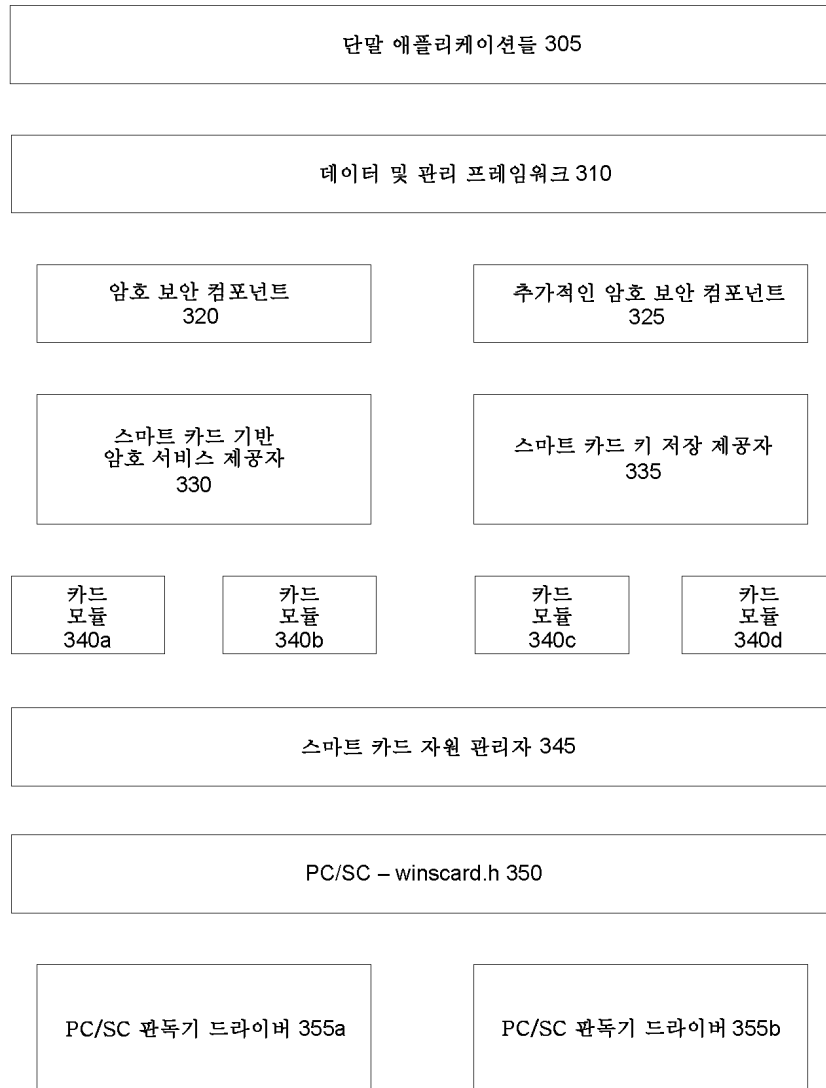 단말 애플리케이션들 305
데이터 및 관리 프레임워크 310
암호 보안 컴포넌트
320
추가적인 암호 보안 컴포넌트
325
스마트 카드 기반
암호 서비스 제공자
330
스마트 카드 키 저장 제공자
335
카드
모듈
340a
카드
모듈
340b
카드
모듈
340c
카드
모듈
340d
스마트 카드 자원 관리자 345
PC/SC – winscard.h 350
PC/SC 판독기 드라이버 355a
PC/SC 판독기 드라이버 355b